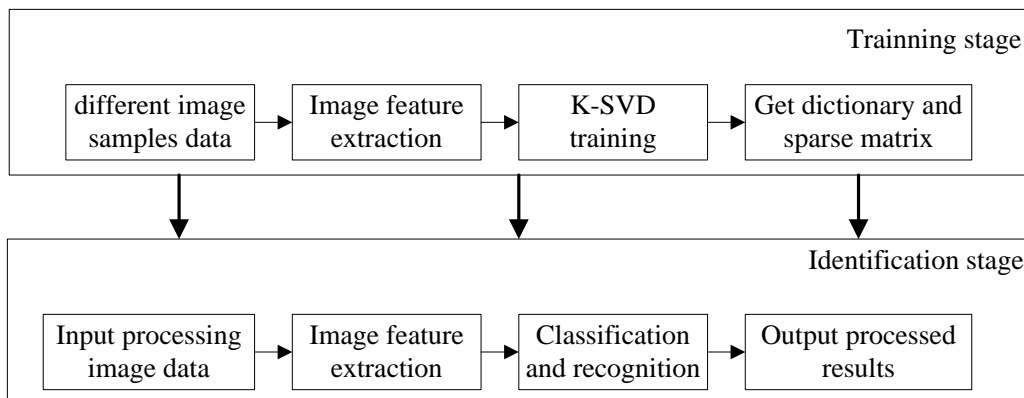 Trainning stage
different image
samples data
Image feature
extraction
K-SVD
training
Get dictionary and
sparse matrix
Identification stage
Input processing
image data
Image feature
extraction
Classification
and recognition
Output processed
results